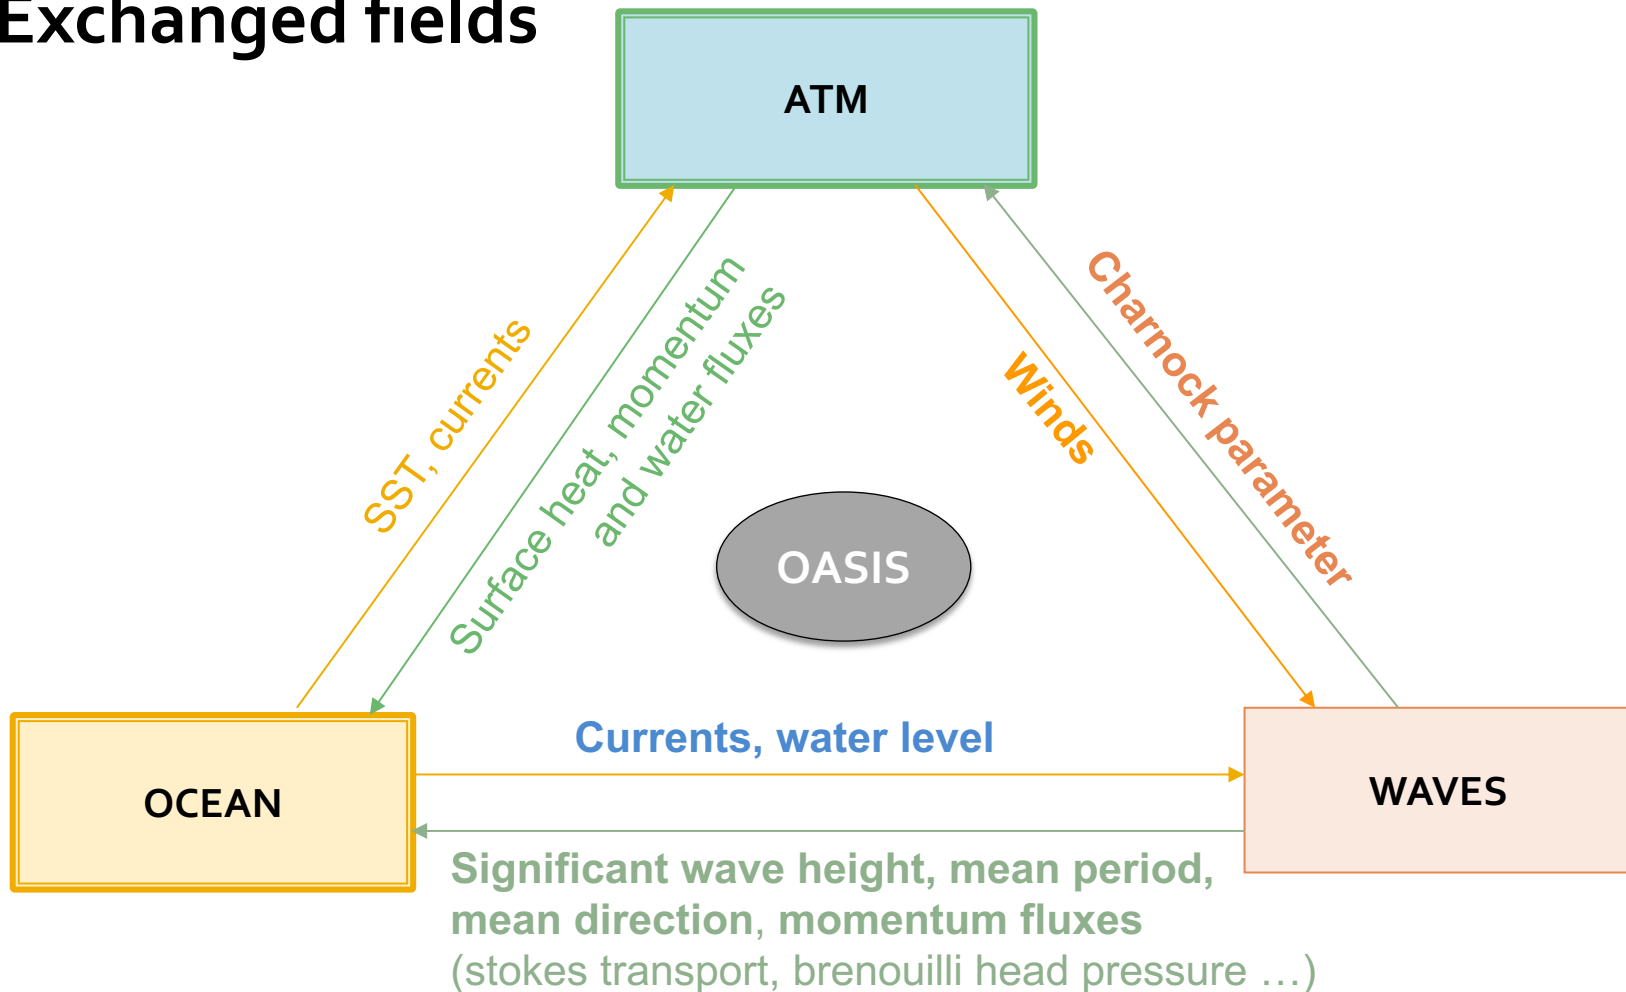 Exchanged fields
ATM
SST, currents
Surface heat, momentum
and water fluxes
Winds
Charnock parameter
OASIS
OCEAN
Currents, water level
WAVES
Significant wave height, mean period,
mean direction, momentum fluxes
(stokes transport, brenouilli head pressure …)